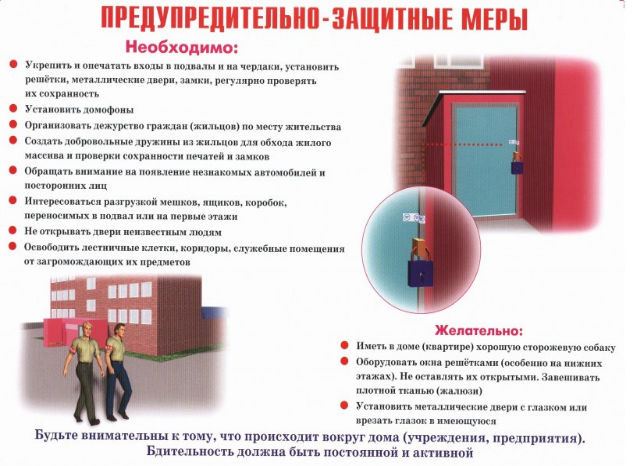 ПРЕДУПРЕДИТЕЛЬНО-ЗАЩИТНЫЕ МЕРЫ
Необходимо:
Укрепить и опечатать входы в подвалы и на чердаки, установить
решётки, металлические двери, замки, регулярно проверять
их сохранность
Установить домофоны
Организовать дежурство граждан (жильцов) по месту жительства
Создать добровольные дружины из жильцов для обхода жилого
массива и проверки сохранности печатей и замков
Обращать внимание на появление незнакомых автомобилей и
посторонних лиц
Интересоваться разгрузкой мешков, ящиков, коробок,
переносимых в подвал или на первые этажи
Не открывать двери неизвестным людям
Освободить лестничные клетки, коридоры, служебные помещения
от загромождающих их предметов
Желательно:
Иметь в доме (квартире) хорошую сторожевую собаку
Оборудовать окна решётками (особенно на нижних
этажах). Не оставлять их открытыми. Завешивать
плотной тканью (жалюзи)
Установить металлические двери с глазком или
врезать глазок в имеющуюся
Будьте внимательны к тому, что происходит вокруг дома (учреждения, предприятия).
Бдительность должна быть постоянной и активной